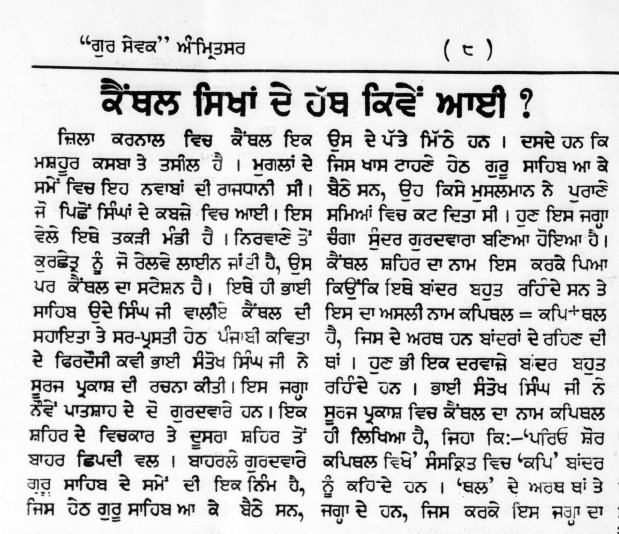 “ਗੁਰ ਸੇਵਕ” ਅੰਮ੍ਰਿਤਸਰ
( ੮ )
ਕੈਂਥਲ ਸਿਖਾਂ ਦੇ ਹੱਥ ਕਿਵੇਂ ਆਈ ?
ਜ਼ਿਲਾ ਕਰਨਾਲ ਵਿਚ ਕੈਂਥਲ ਇਕ
ਮਸ਼ਹੂਰ ਕਸਬਾ ਤੇ ਤਸੀਲ ਹੈ । ਮੁਗਲਾਂ ਦੇ
ਸਮੇਂ ਵਿਚ ਇਹ ਨਵਾਬਾਂ ਦੀ ਰਾਜਧਾਨੀ ਸੀ।
ਜੋ ਪਿਛੋਂ ਸਿੰਘਾਂ ਦੇ ਕਬਜ਼ੇ ਵਿਚ ਆਈ। ਇਸ
ਵੇਲੇ ਇਥੇ ਤਕੜੀ ਮੰਡੀ ਹੈ । ਨਿਰਵਾਣੇ ਤੋਂ
ਕੁਰਛੇਤ੍ਰ ਨੂੰ ਜੋ ਰੇਲਵੇ ਲਾਈਨ ਜਾਂਦੀ ਹੈ, ਉਸ
ਪਰ ਕੈਂਥਲ ਦਾ ਸਟੇਸ਼ਨ ਹੈ। ਇਥੇ ਹੀ ਭਾਈ
ਸਾਹਿਬ ਉਦੇ ਸਿੰਘ ਜੀ ਵਾਲੀਏ ਕੈਂਥਲ ਦੀ
ਸਹਾਇਤਾ ਤੇ ਸਰ-ਪ੍ਰਸਤੀ ਹੇਠ ਪੰਜਾਬੀ ਕਵਿਤਾ
ਦੇ ਫਿਰਦੌਸੀ ਕਵੀ ਭਾਈ ਸੰਤੋਖ ਸਿੰਘ ਜੀ ਨੇ
ਸੂਰਜ ਪ੍ਰਕਾਸ਼ ਦੀ ਰਚਨਾ ਕੀਤੀ। ਇਸ ਜਗ੍ਹਾ
ਨੌਵੇਂ ਪਾਤਸ਼ਾਹ ਦੇ ਦੋ ਗੁਰਦਵਾਰੇ ਹਨ। ਇਕ
ਸ਼ਹਿਰ ਦੇ ਵਿਚਕਾਰ ਤੇ ਦੂਸਰਾ ਸ਼ਹਿਰ ਤੋਂ
ਬਾਹਰ ਛਿਪਦੀ ਵਲ । ਬਾਹਰਲੇ ਗੁਰਦਵਾਰੇ
ਗੁਰੂ ਸਾਹਿਬ ਦੇ ਸਮੇਂ ਦੀ ਇਕ ਨਿੰਮ ਹੈ,
ਜਿਸ ਹੇਠ ਗੁਰੂ ਸਾਹਿਬ ਆ ਕੇ ਬੈਠੇ ਸਨ,
ਉਸ ਦੇ ਪੱਤੇ ਮਿੱਠੇ ਹਨ । ਦਸਦੇ ਹਨ ਕਿ
ਜਿਸ ਖਾਸ ਟਾਹਣੇ ਹੇਠ ਗੁਰੂ ਸਾਹਿਬ ਆ ਕੇ
ਬੈਠੇ ਸਨ, ਉਹ ਕਿਸੇ ਮੁਸਲਮਾਨ ਨੇ ਪੁਰਾਣੇ
ਸਮਿਆਂ ਵਿਚ ਕਟ ਦਿਤਾ ਸੀ । ਹੁਣ ਇਸ ਜਗ੍ਹਾ
ਚੰਗਾ ਸੁੰਦਰ ਗੁਰਦਵਾਰਾ ਬਣਿਆ ਹੋਇਆ ਹੈ।
ਕੈਂਥਲ ਸ਼ਹਿਰ ਦਾ ਨਾਮ ਇਸ ਕਰਕੇ ਪਿਆ
ਕਿਉਂਕਿ ਇਥੇ ਬਾਂਦਰ ਬਹੁਤ ਰਹਿੰਦੇ ਸਨ ਤੇ
ਇਸ ਦਾ ਅਸਲੀ ਨਾਮ ਕਪਿਥਲ = ਕਪਿ+ਥਲ
ਹੈ, ਜਿਸ ਦੇ ਅਰਥ ਹਨ ਬਾਂਦਰਾਂ ਦੇ ਰਹਿਣ ਦੀ
ਥਾਂ । ਹੁਣ ਭੀ ਇਕ ਦਰਵਾਜ਼ੇ ਬਾਂਦਰ ਬਹੁਤ
ਰਹਿੰਦੇ ਹਨ । ਭਾਈ ਸੰਤੋਖ ਸਿੰਘ ਜੀ ਨੇ
ਸੂਰਜ ਪ੍ਰਕਾਸ਼ ਵਿਚ ਕੈਂਥਲ ਦਾ ਨਾਮ ਕਪਿਥਲ
ਹੀ ਲਿਖਿਆ ਹੈ, ਜਿਹਾ ਕਿ:–‘ਪਰਿਓ ਸ਼ੋਰ
ਕਪਿਥਲ ਵਿਖੇ’ ਸੰਸਕ੍ਰਿਤ ਵਿਚ ‘ਕਪਿ’ ਬਾਂਦਰ
ਨੂੰ ਕਹਿੰਦੇ ਹਨ । ‘ਥਲ’ ਦੇ ਅਰਥ ਥਾਂ ਤੇ
ਜਗ੍ਹਾ ਦੇ ਹਨ, ਜਿਸ ਕਰਕੇ ਇਸ ਜਗ੍ਹਾ ਦਾ